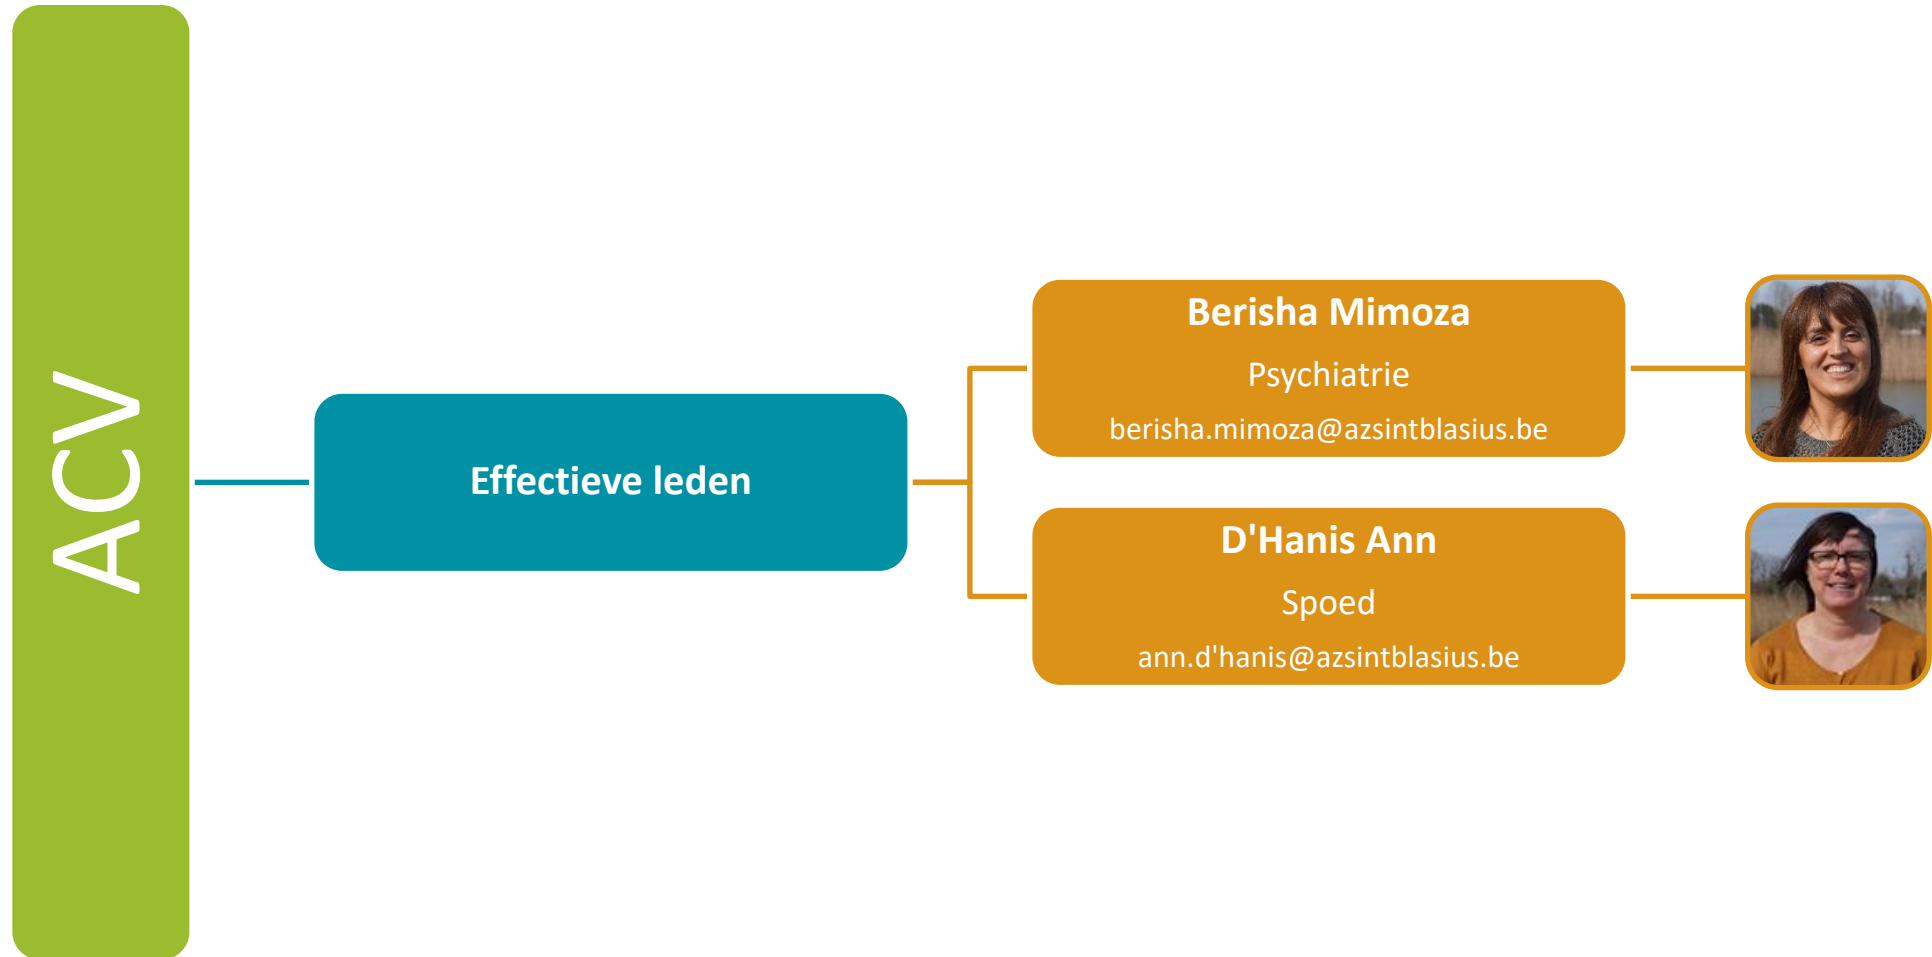 ACV
Effectieve leden
Berisha Mimoza
Psychiatrie
berisha.mimoza@azsintblasius.be
D'Hanis Ann
Spoed
ann.d'hanis@azsintblasius.be